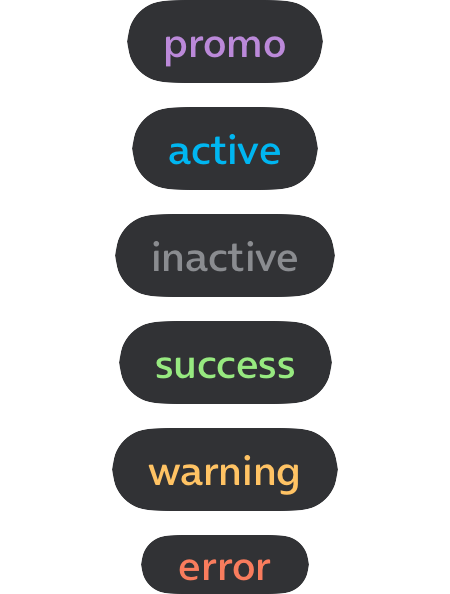 promo
active
inactive
success
warning
error